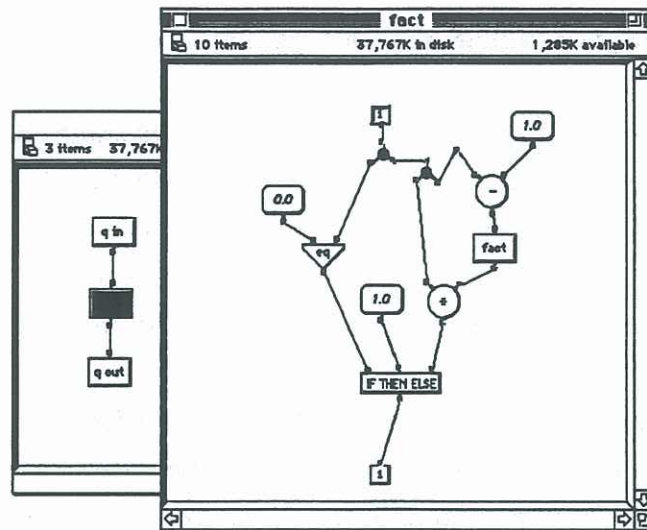 fact
10 items 37,767K in disk 1,285K available
3 items 37,767K
1
1.0
0.0
-
q in
eq
fact
1.0
*
q out
IF THEN ELSE
1